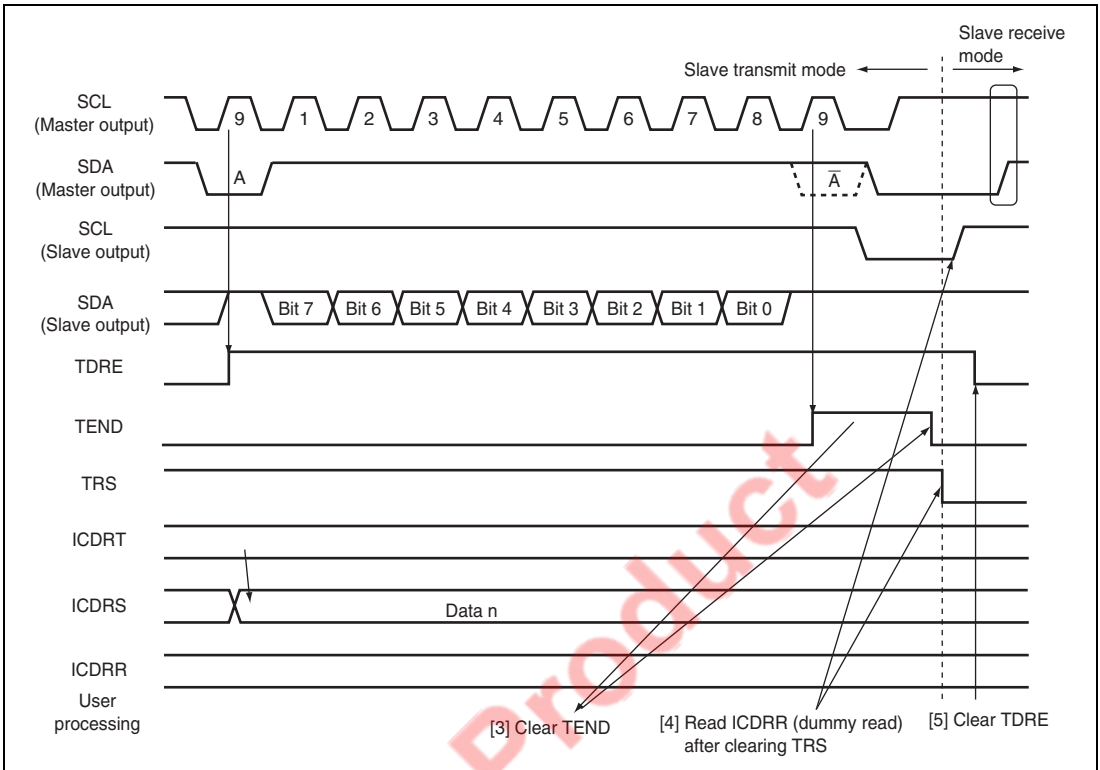 Slave receive
mode
Slave transmit mode
SCL
(Master output)
9 1 2 3 4 5 6 7 8 9
SDA
(Master output)
A A̅
SCL
(Slave output)
SDA
(Slave output)
Bit 7 Bit 6 Bit 5 Bit 4 Bit 3 Bit 2 Bit 1 Bit 0
TDRE
TEND
TRS
ICDRT
ICDRS
Data n
ICDRR
User
processing
[3] Clear TEND
[4] Read ICDRR (dummy read)
after clearing TRS
[5] Clear TDRE
Product